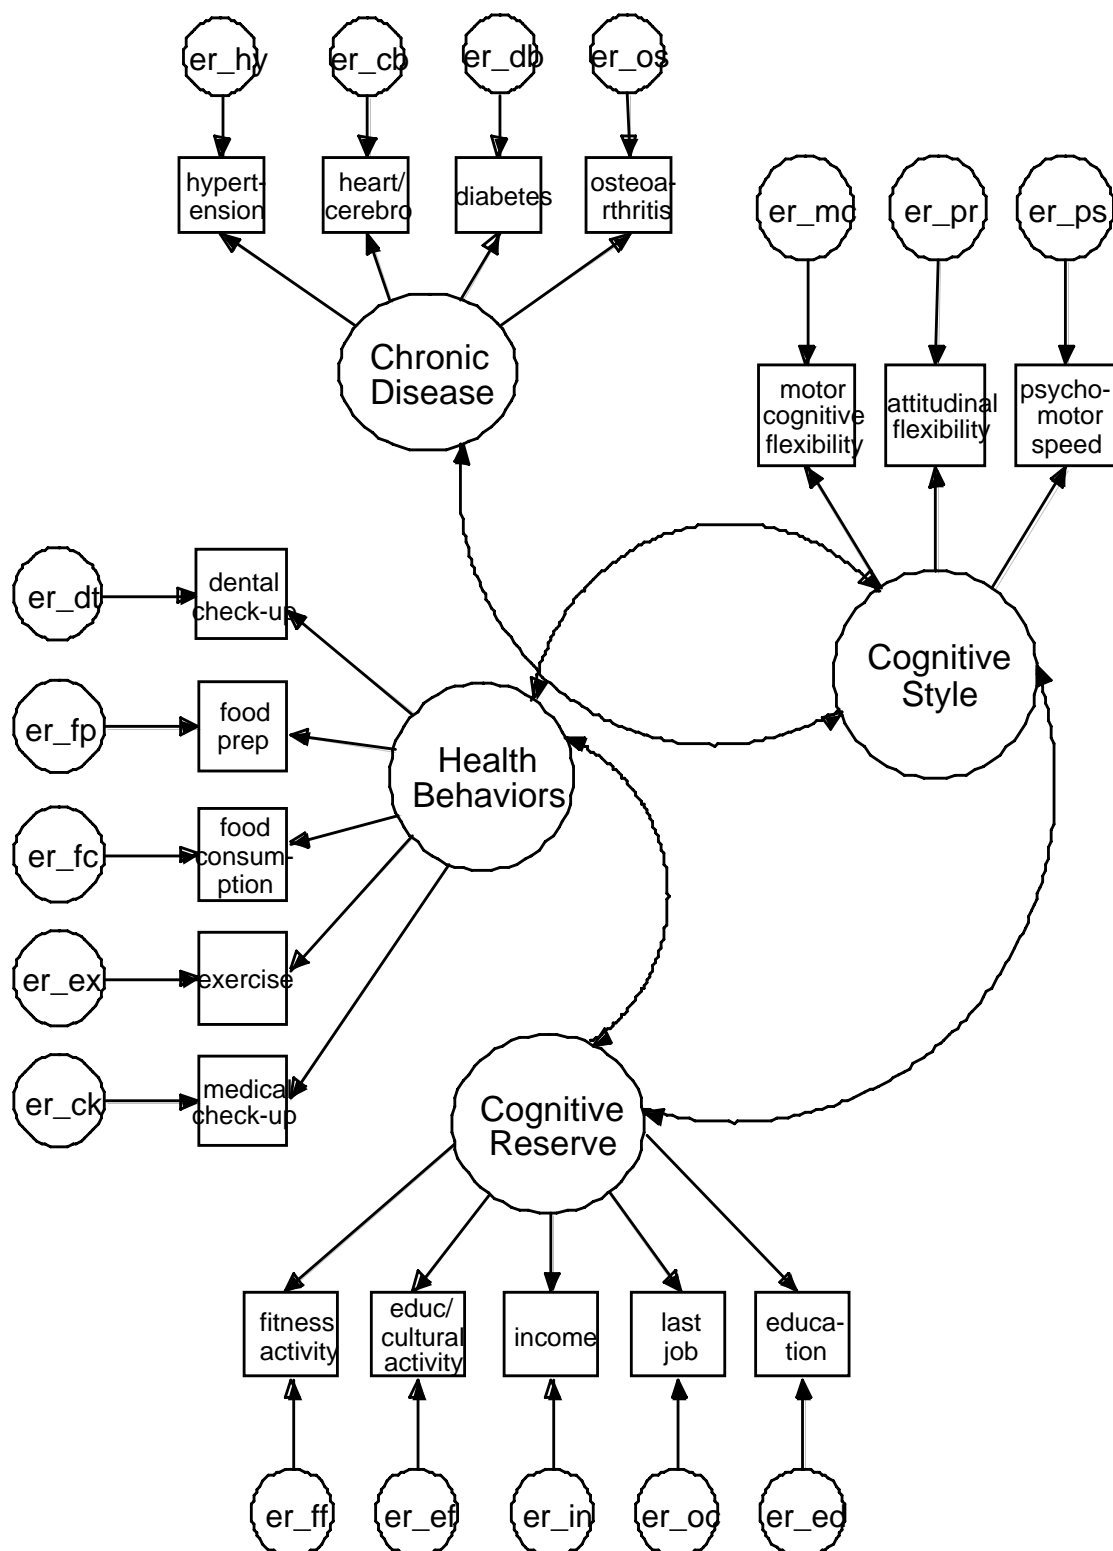 er_hy
er_cb
er_db
er_os
hypert-
ension
heart/
cerebro
diabetes
osteoa-
rthritis
er_mc
er_pr
er_ps
Chronic
Disease
motor
cognitive
flexibility
attitudinal
flexibility
psycho-
motor
speed
er_dt
dental
check-up
Cognitive
Style
er_fp
food
prep
Health
Behaviors
er_fc
food
consum-
ption
er_ex
exercise
er_ck
medical
check-up
Cognitive
Reserve
fitness
activity
educ/
cultural
activity
income
last
job
educa-
tion
er_ff
er_ef
er_in
er_oc
er_ed